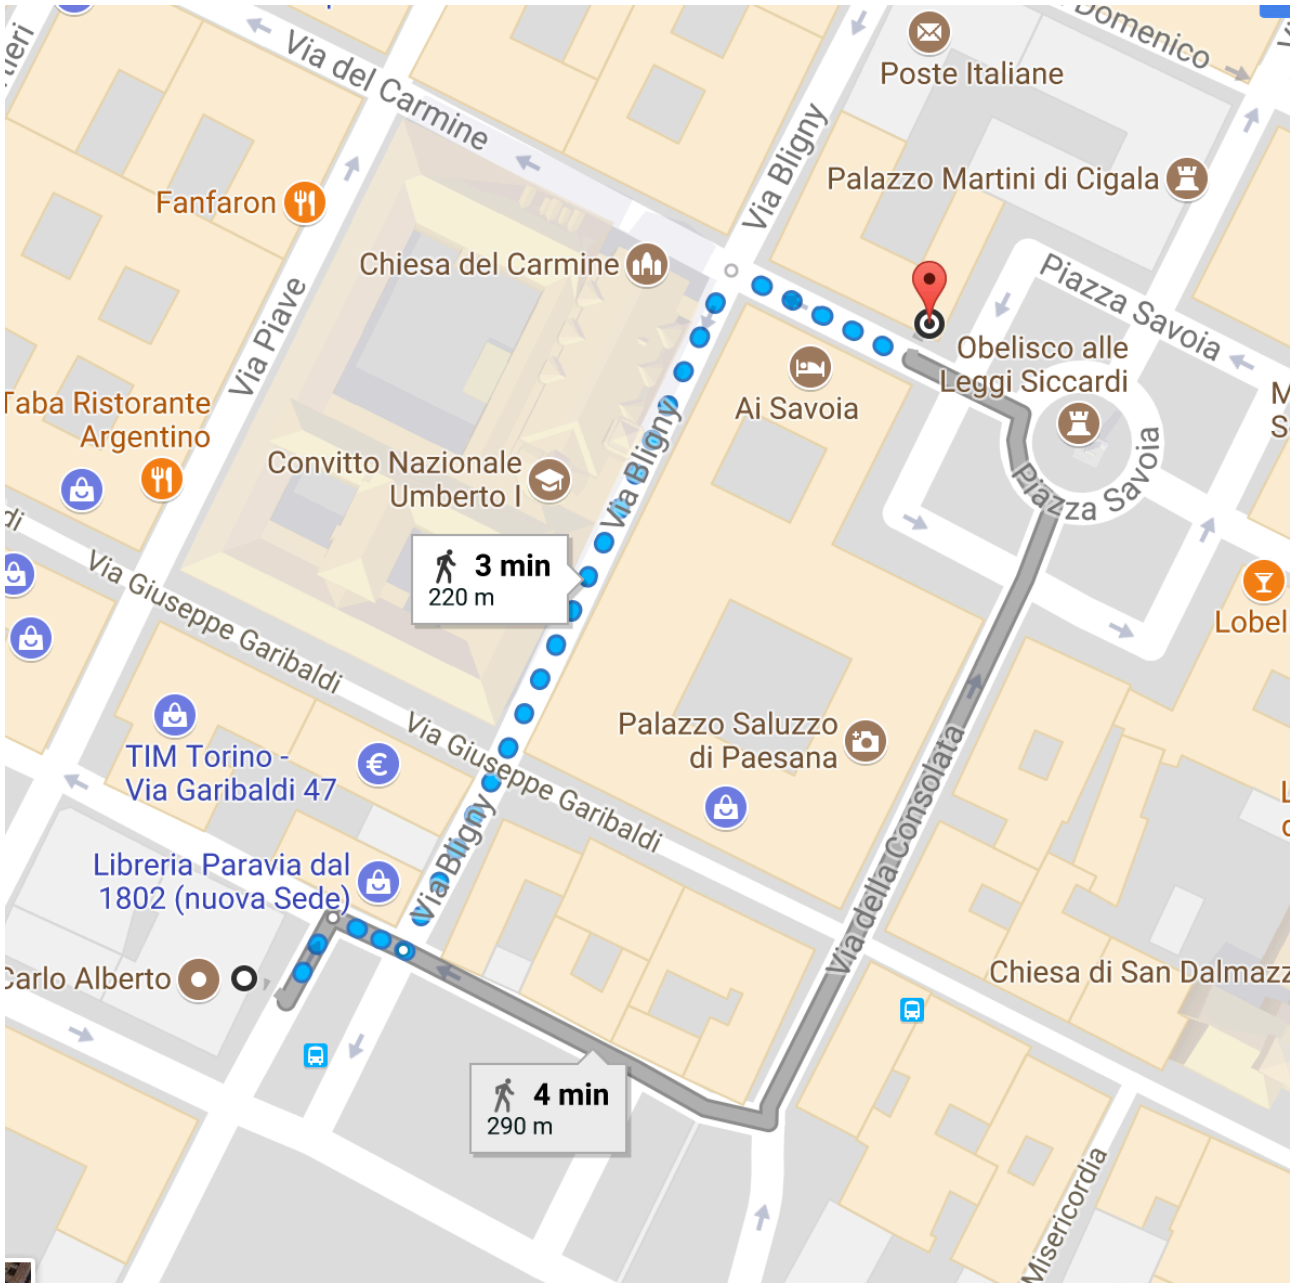 Domenico
Poste Italiane
Via del Carmine
Via Bligny
Palazzo Martini di Cigala
Fanfaron
Chiesa del Carmine
Piazza Savoia
Via Piave
Obelisco alle
Leggi Siccardi
Taba Ristorante
Argentino
Ai Savoia
Via Bligny
Convitto Nazionale
Umberto I
Piazza Savoia
3 min
220 m
Via Giuseppe Garibaldi
Lobel
Via Giuseppe Garibaldi
Palazzo Saluzzo
di Paesana
TIM Torino -
Via Garibaldi 47
€
Via della Consolata
Via Bligny
Libreria Paravia dal
1802 (nuova Sede)
Carlo Alberto
Chiesa di San Dalmazz
4 min
290 m
Misericordia